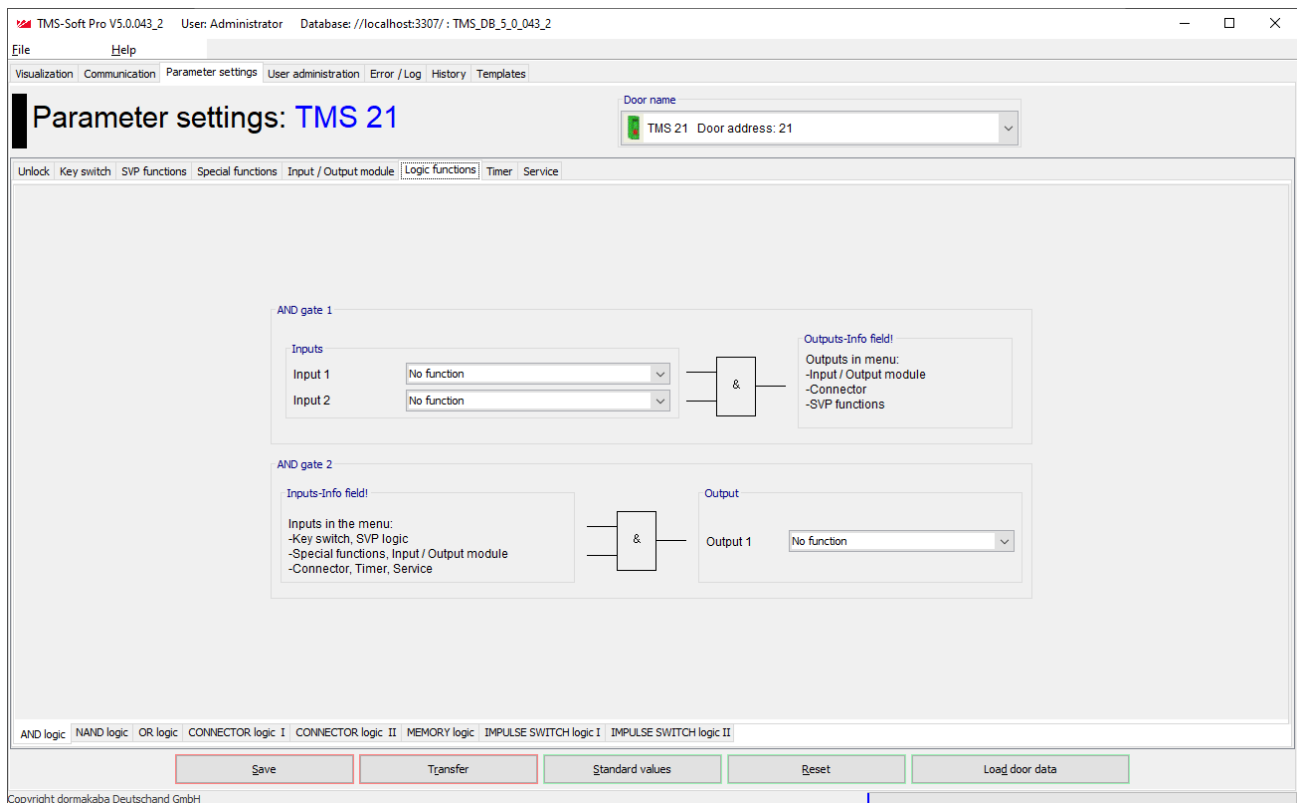 TMS-Soft Pro V5.0.043_2 User: Administrator Database: //localhost:3307/ : TMS_DB_5_0_043_2
File Help
Visualization Communication Parameter settings User administration Error / Log History Templates
Parameter settings: TMS 21
Door name
TMS 21 Door address: 21
Unlock Key switch SVP functions Special functions Input / Output module Logic functions Timer Service
AND gate 1
Inputs
Input 1 No function
Input 2 No function
&
Outputs-Info field!
Outputs in menu:
-Input / Output module
-Connector
-SVP functions
AND gate 2
Inputs-Info field!
Inputs in the menu:
-Key switch, SVP logic
-Special functions, Input / Output module
-Connector, Timer, Service
&
Output
Output 1 No function
AND logic NAND logic OR logic CONNECTOR logic I CONNECTOR logic II MEMORY logic IMPULSE SWITCH logic I IMPULSE SWITCH logic II
Save Transfer Standard values Reset Load door data
Copyright dormakaba Deutschand GmbH